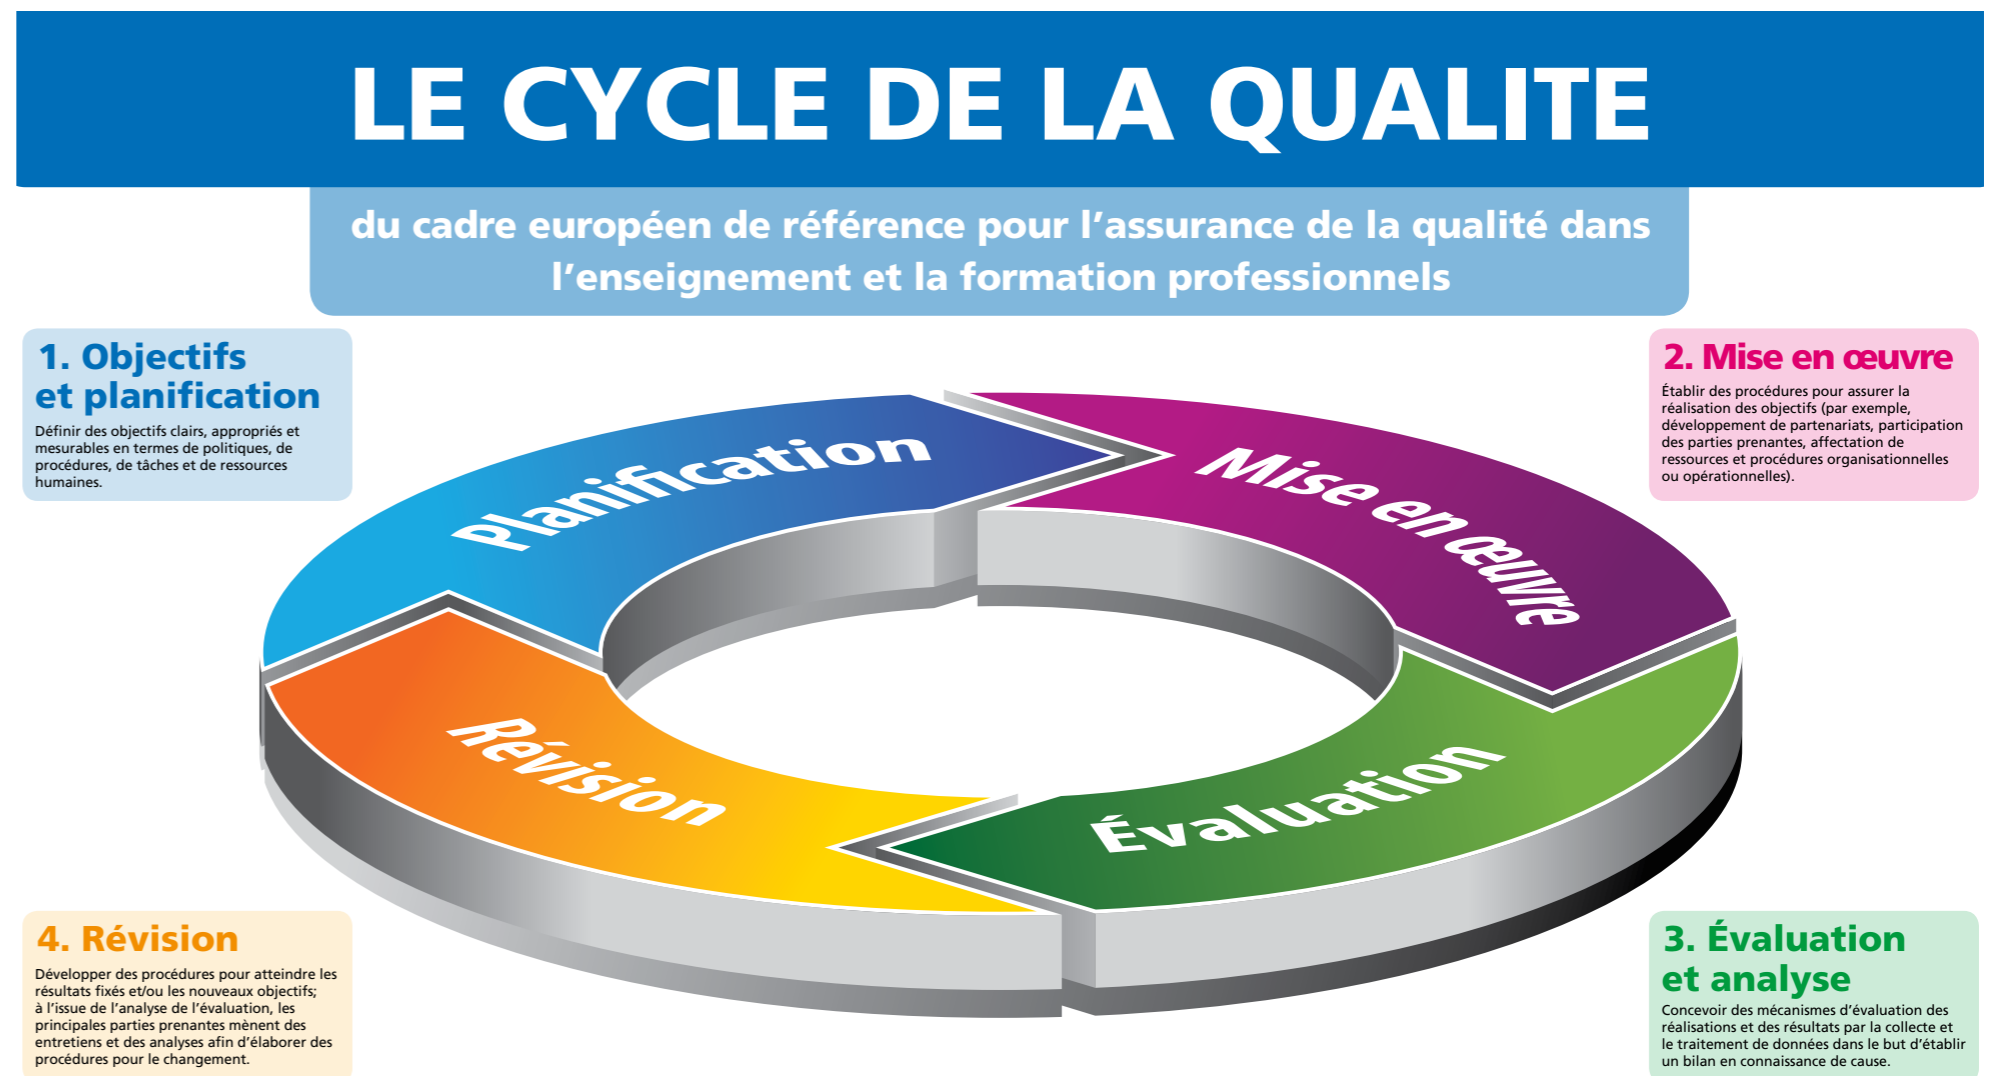 LE CYCLE DE LA QUALITE
du cadre européen de référence pour l'assurance de la qualité dans
l'enseignement et la formation professionnels
1. Objectifs
et planification
Définir des objectifs clairs, appropriés et
mesurables en termes de politiques, de
procédures, de tâches et de ressources
humaines.
2. Mise en œuvre
Établir des procédures pour assurer la
réalisation des objectifs (par exemple,
développement de partenariats, participation
des parties prenantes, affectation de
ressources et procédures organisationnelles
ou opérationnelles).
Planification
Mise en œuvre
Révision
Évaluation
4. Révision
Développer des procédures pour atteindre les
résultats fixés et/ou les nouveaux objectifs;
à l'issue de l'analyse de l'évaluation, les
principales parties prenantes mènent des
entretiens et des analyses afin d'élaborer des
procédures pour le changement.
3. Évaluation
et analyse
Concevoir des mécanismes d'évaluation des
réalisations et des résultats par la collecte et
le traitement de données dans le but d'établir
un bilan en connaissance de cause.